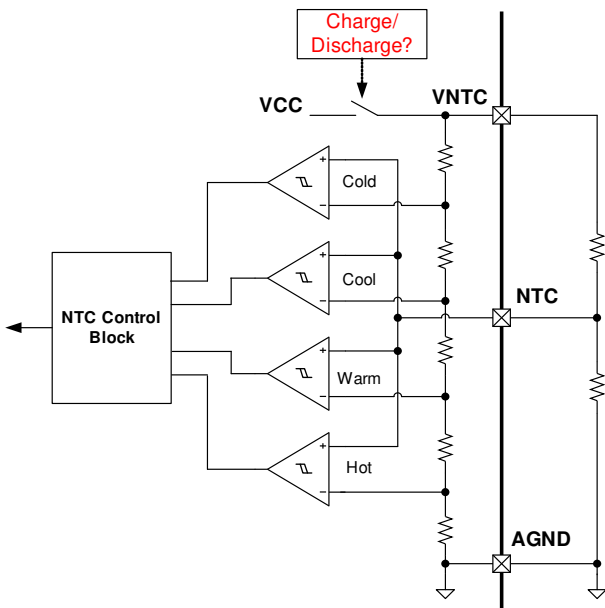 Charge/
Discharge?
VCC
VNTC
+
Cold
−
+
Cool
−
NTC
NTC Control
Block
+
Warm
−
+
Hot
−
AGND